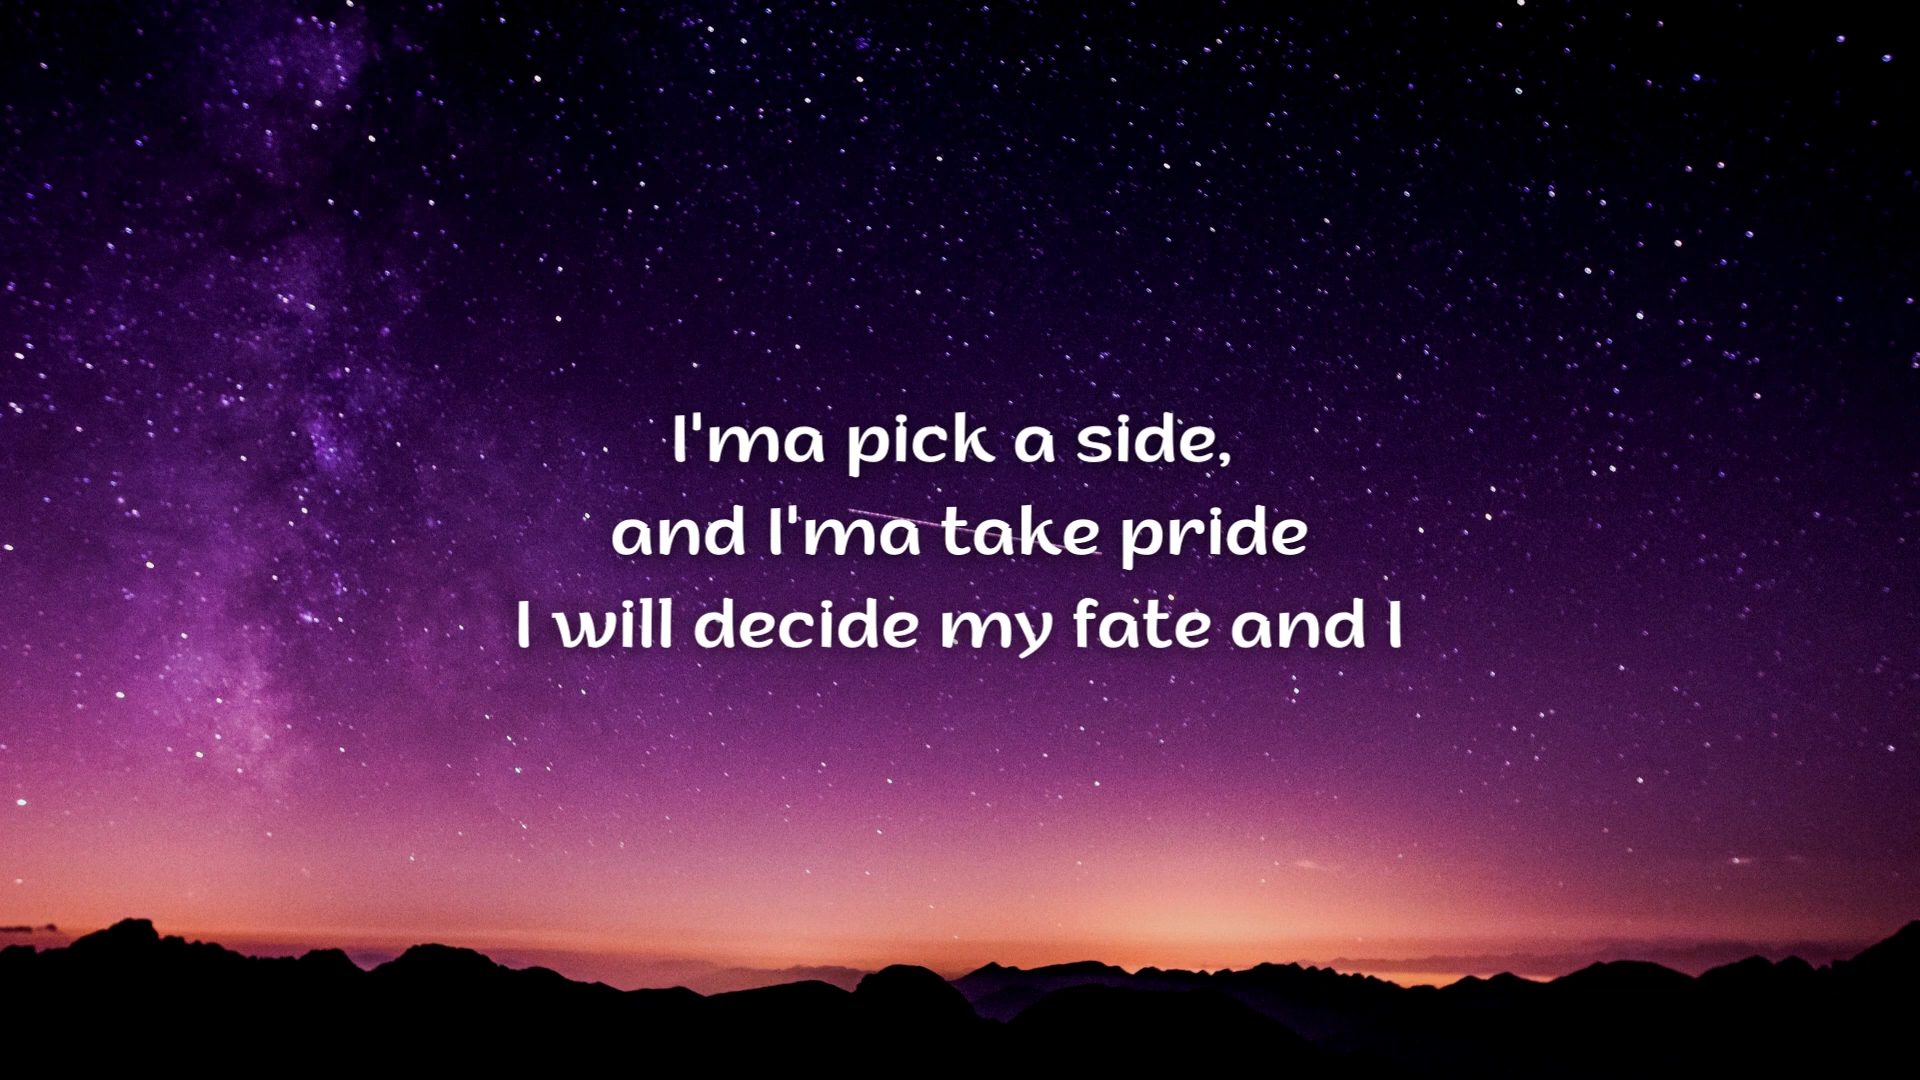 I'ma pick a side,
and I'ma take pride
I will decide my fate and I